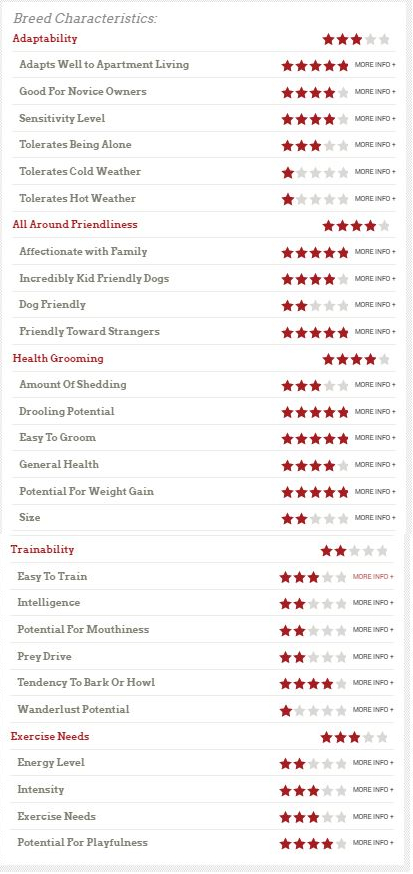 Breed Characteristics:
Adaptability
Adapts Well to Apartment Living MORE INFO +
Good For Novice Owners MORE INFO +
Sensitivity Level MORE INFO +
Tolerates Being Alone MORE INFO +
Tolerates Cold Weather MORE INFO +
Tolerates Hot Weather MORE INFO +
All Around Friendliness
Affectionate with Family MORE INFO +
Incredibly Kid Friendly Dogs MORE INFO +
Dog Friendly MORE INFO +
Friendly Toward Strangers MORE INFO +
Health Grooming
Amount Of Shedding MORE INFO +
Drooling Potential MORE INFO +
Easy To Groom MORE INFO +
General Health MORE INFO +
Potential For Weight Gain MORE INFO +
Size MORE INFO +
Trainability
Easy To Train MORE INFO +
Intelligence MORE INFO +
Potential For Mouthiness MORE INFO +
Prey Drive MORE INFO +
Tendency To Bark Or Howl MORE INFO +
Wanderlust Potential MORE INFO +
Exercise Needs
Energy Level MORE INFO +
Intensity MORE INFO +
Exercise Needs MORE INFO +
Potential For Playfulness MORE INFO +